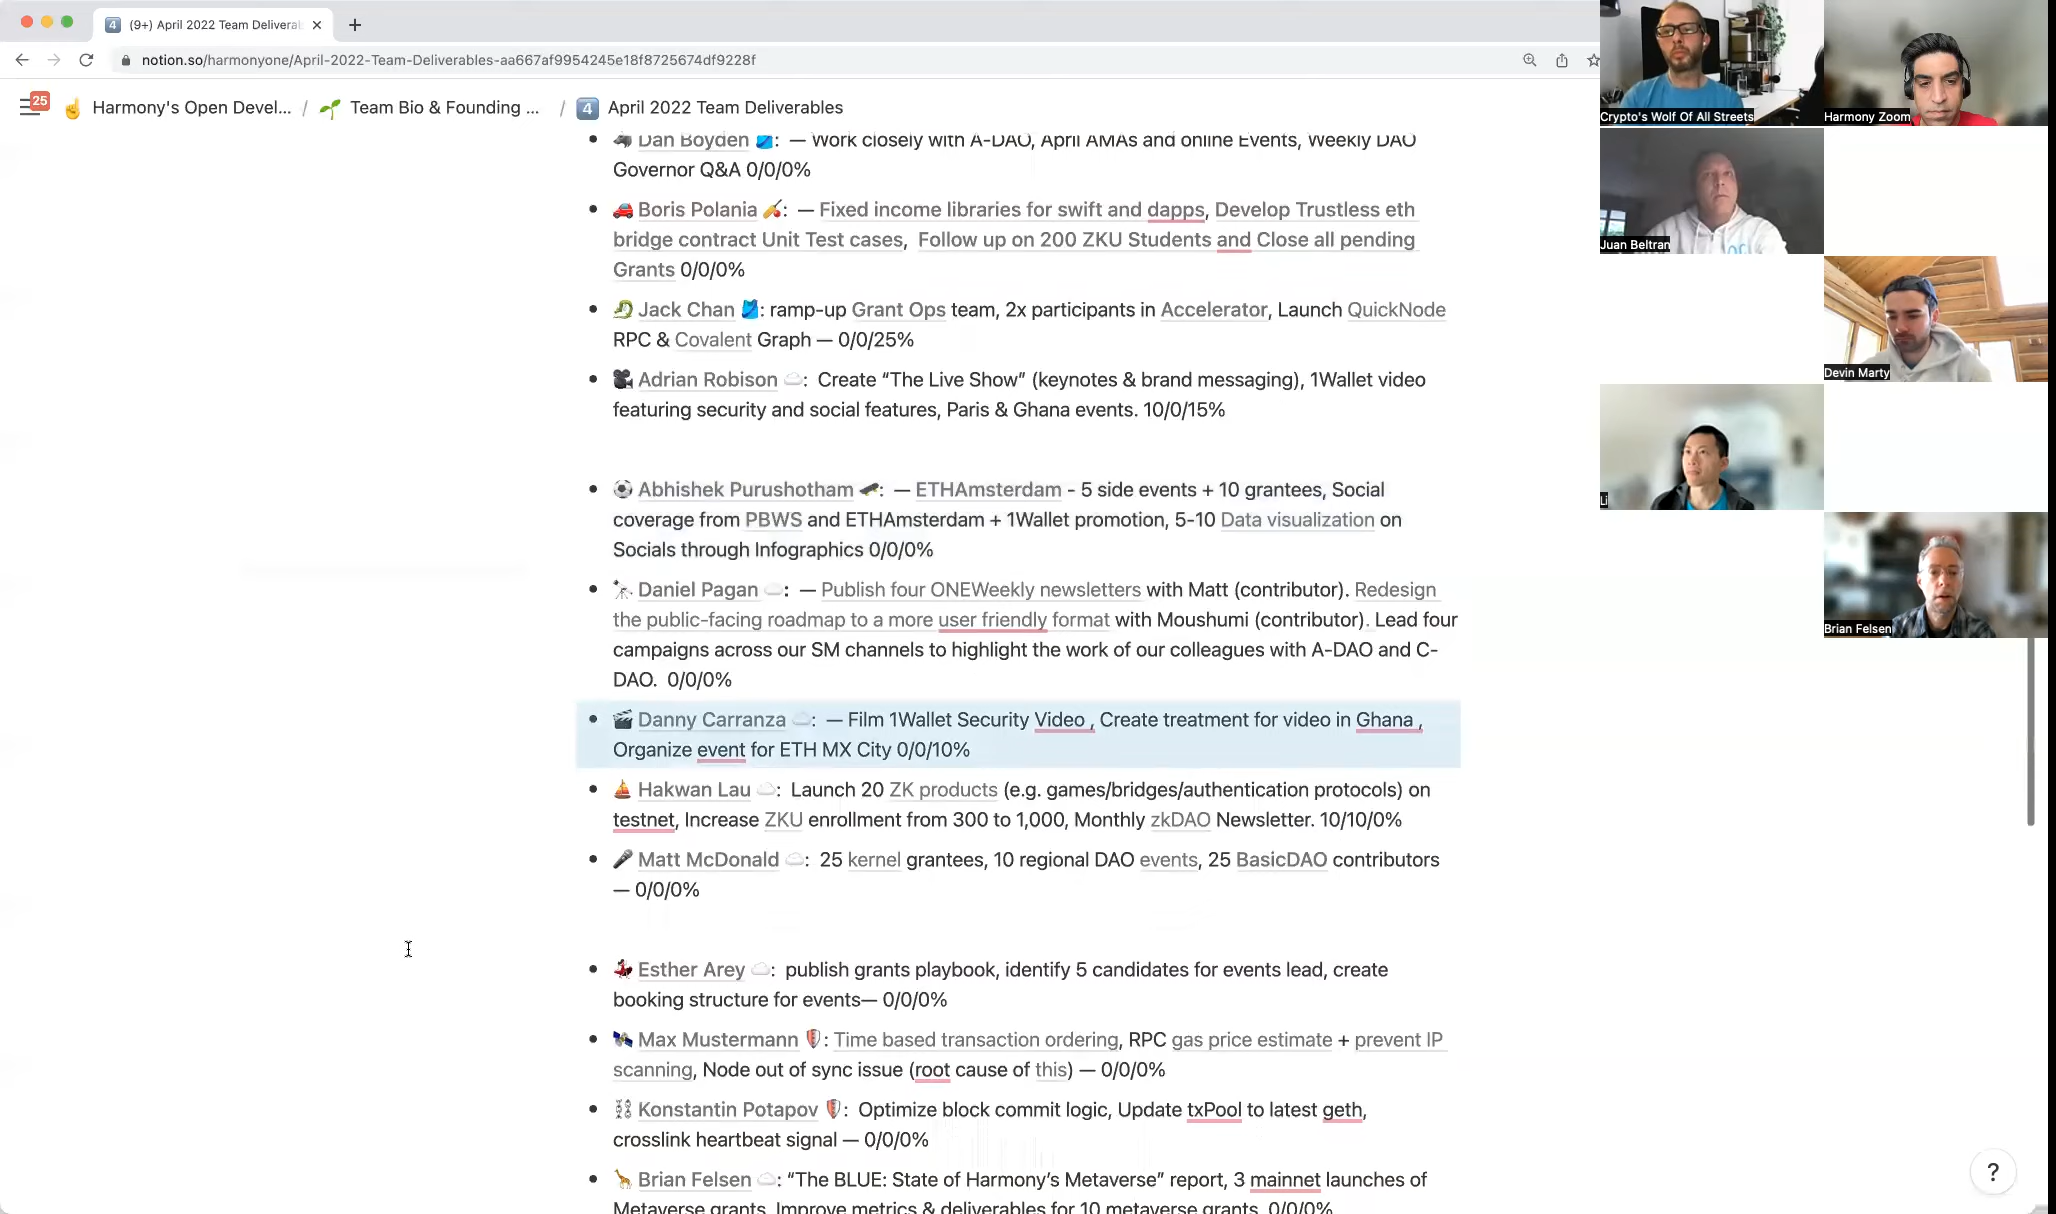 (9+) April 2022 Team Delivera
notion.so/harmonyone/April-2022-Team-Deliverables-aa667af9954245e18f8725674df9228f
25
Harmony's Open Devel... / Team Bio & Founding ... / April 2022 Team Deliverables
Dan Boyden : — Work closely with A-DAO, April AMAs and online Events, Weekly DAO
Governor Q&A 0/0/0%
Boris Polania : — Fixed income libraries for swift and dapps, Develop Trustless eth
bridge contract Unit Test cases, Follow up on 200 ZKU Students and Close all pending
Grants 0/0/0%
Jack Chan : ramp-up Grant Ops team, 2x participants in Accelerator, Launch QuickNode
RPC & Covalent Graph — 0/0/25%
Adrian Robison : Create “The Live Show” (keynotes & brand messaging), 1Wallet video
featuring security and social features, Paris & Ghana events. 10/0/15%
Abhishek Purushotham : — ETHAmsterdam - 5 side events + 10 grantees, Social
coverage from PBWS and ETHAmsterdam + 1Wallet promotion, 5-10 Data visualization on
Socials through Infographics 0/0/0%
Daniel Pagan : — Publish four ONEWeekly newsletters with Matt (contributor). Redesign
the public-facing roadmap to a more user friendly format with Moushumi (contributor). Lead four
campaigns across our SM channels to highlight the work of our colleagues with A-DAO and C-
DAO. 0/0/0%
Danny Carranza : — Film 1Wallet Security Video , Create treatment for video in Ghana ,
Organize event for ETH MX City 0/0/10%
Hakwan Lau : Launch 20 ZK products (e.g. games/bridges/authentication protocols) on
testnet, Increase ZKU enrollment from 300 to 1,000, Monthly zkDAO Newsletter. 10/10/0%
Matt McDonald : 25 kernel grantees, 10 regional DAO events, 25 BasicDAO contributors
— 0/0/0%
Esther Arey : publish grants playbook, identify 5 candidates for events lead, create
booking structure for events— 0/0/0%
Max Mustermann : Time based transaction ordering, RPC gas price estimate + prevent IP
scanning, Node out of sync issue (root cause of this) — 0/0/0%
Konstantin Potapov : Optimize block commit logic, Update txPool to latest geth,
crosslink heartbeat signal — 0/0/0%
Brian Felsen : “The BLUE: State of Harmony’s Metaverse” report, 3 mainnet launches of
Metaverse grants, Improve metrics & deliverables for 10 metaverse grants 0/0/0%
?
Crypto's Wolf Of All Streets
Harmony Zoom
Juan Beltran
Devin Marty
Li
Brian Felsen